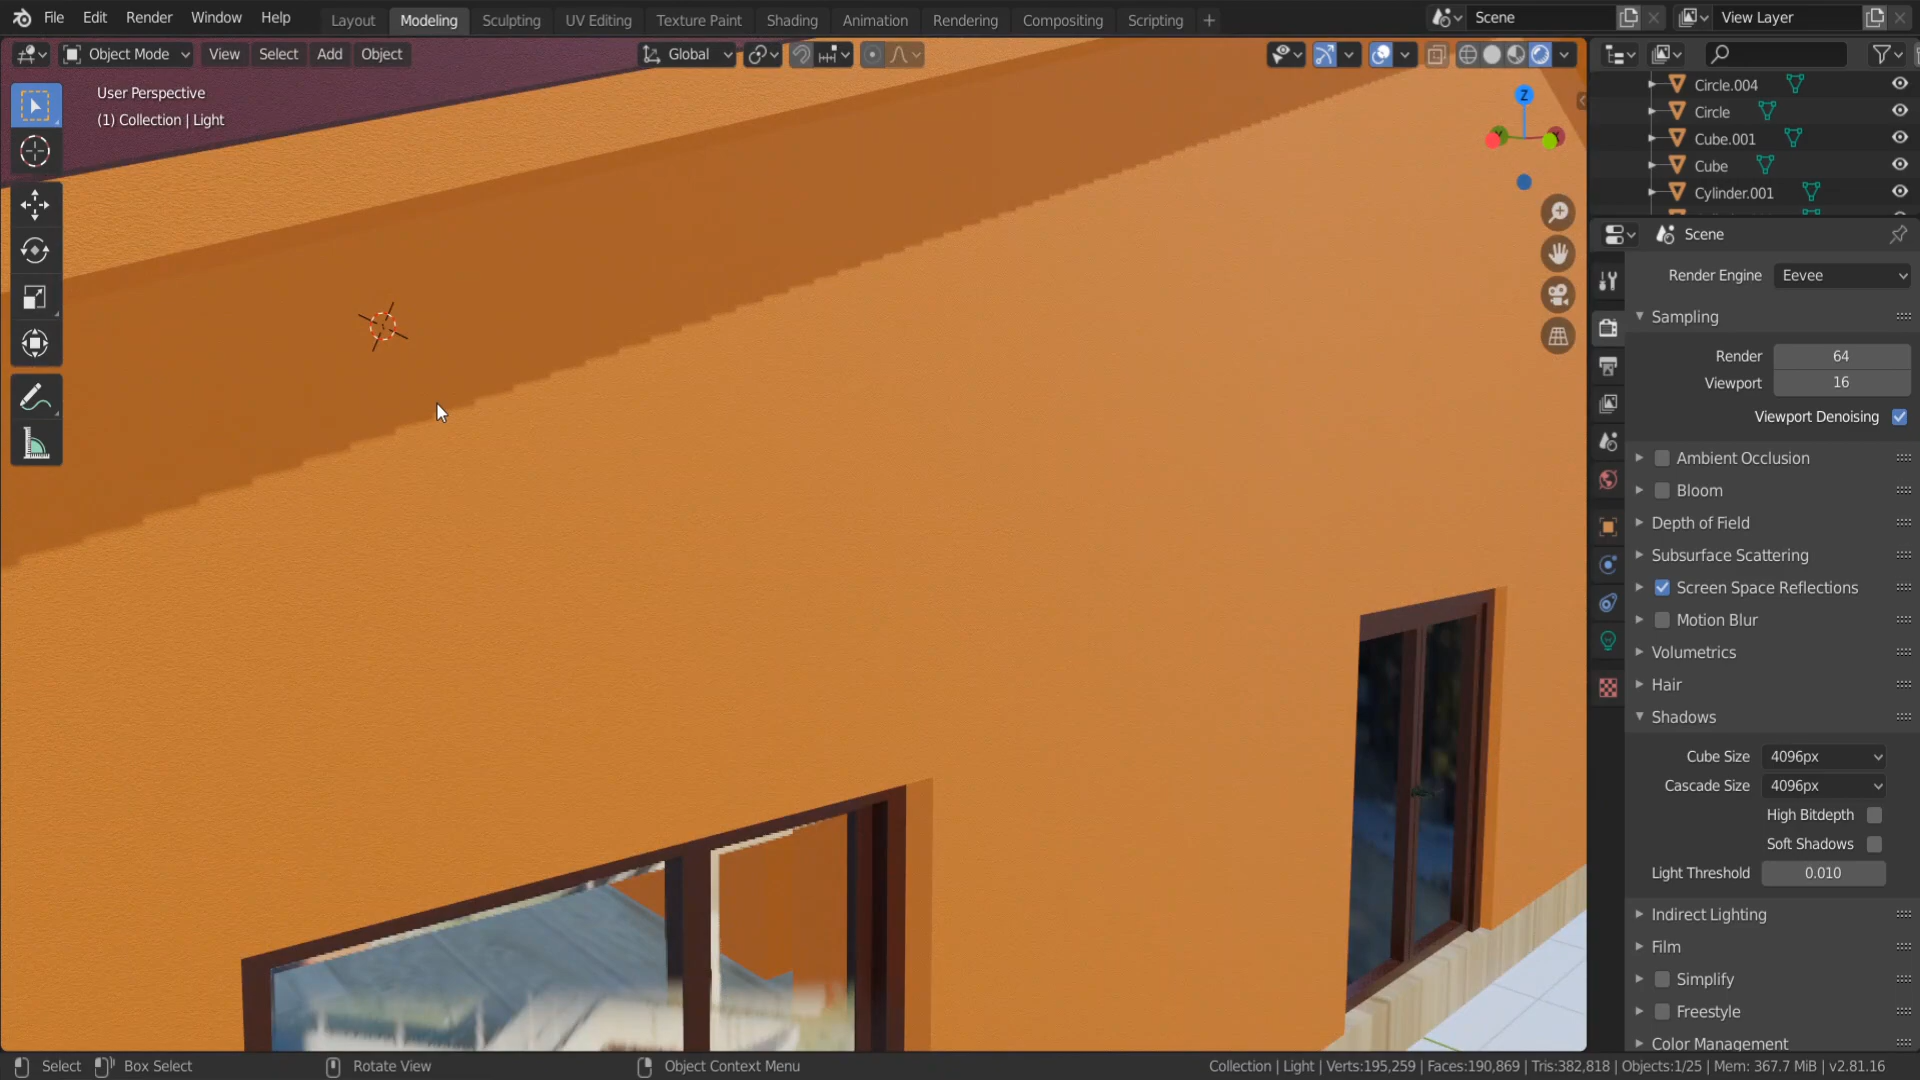 File Edit Render Window Help Layout Modeling Sculpting UV Editing Texture Paint Shading Animation Rendering Compositing Scripting + Scene View Layer
Object Mode View Select Add Object Global
User Perspective
(1) Collection | Light
Z
Circle.004
Circle
Cube.001
Cube
Cylinder.001
Scene
Render Engine Eevee
Sampling
Render 64
Viewport 16
Viewport Denoising
Ambient Occlusion
Bloom
Depth of Field
Subsurface Scattering
Screen Space Reflections
Motion Blur
Volumetrics
Hair
Shadows
Cube Size 4096px
Cascade Size 4096px
High Bitdepth
Soft Shadows
Light Threshold 0.010
Indirect Lighting
Film
Simplify
Freestyle
Color Management
Select Box Select Rotate View Object Context Menu Collection | Light | Verts:195,259 | Faces:190,869 | Tris:382,818 | Objects:1/25 | Mem: 367.7 MiB | v2.81.16